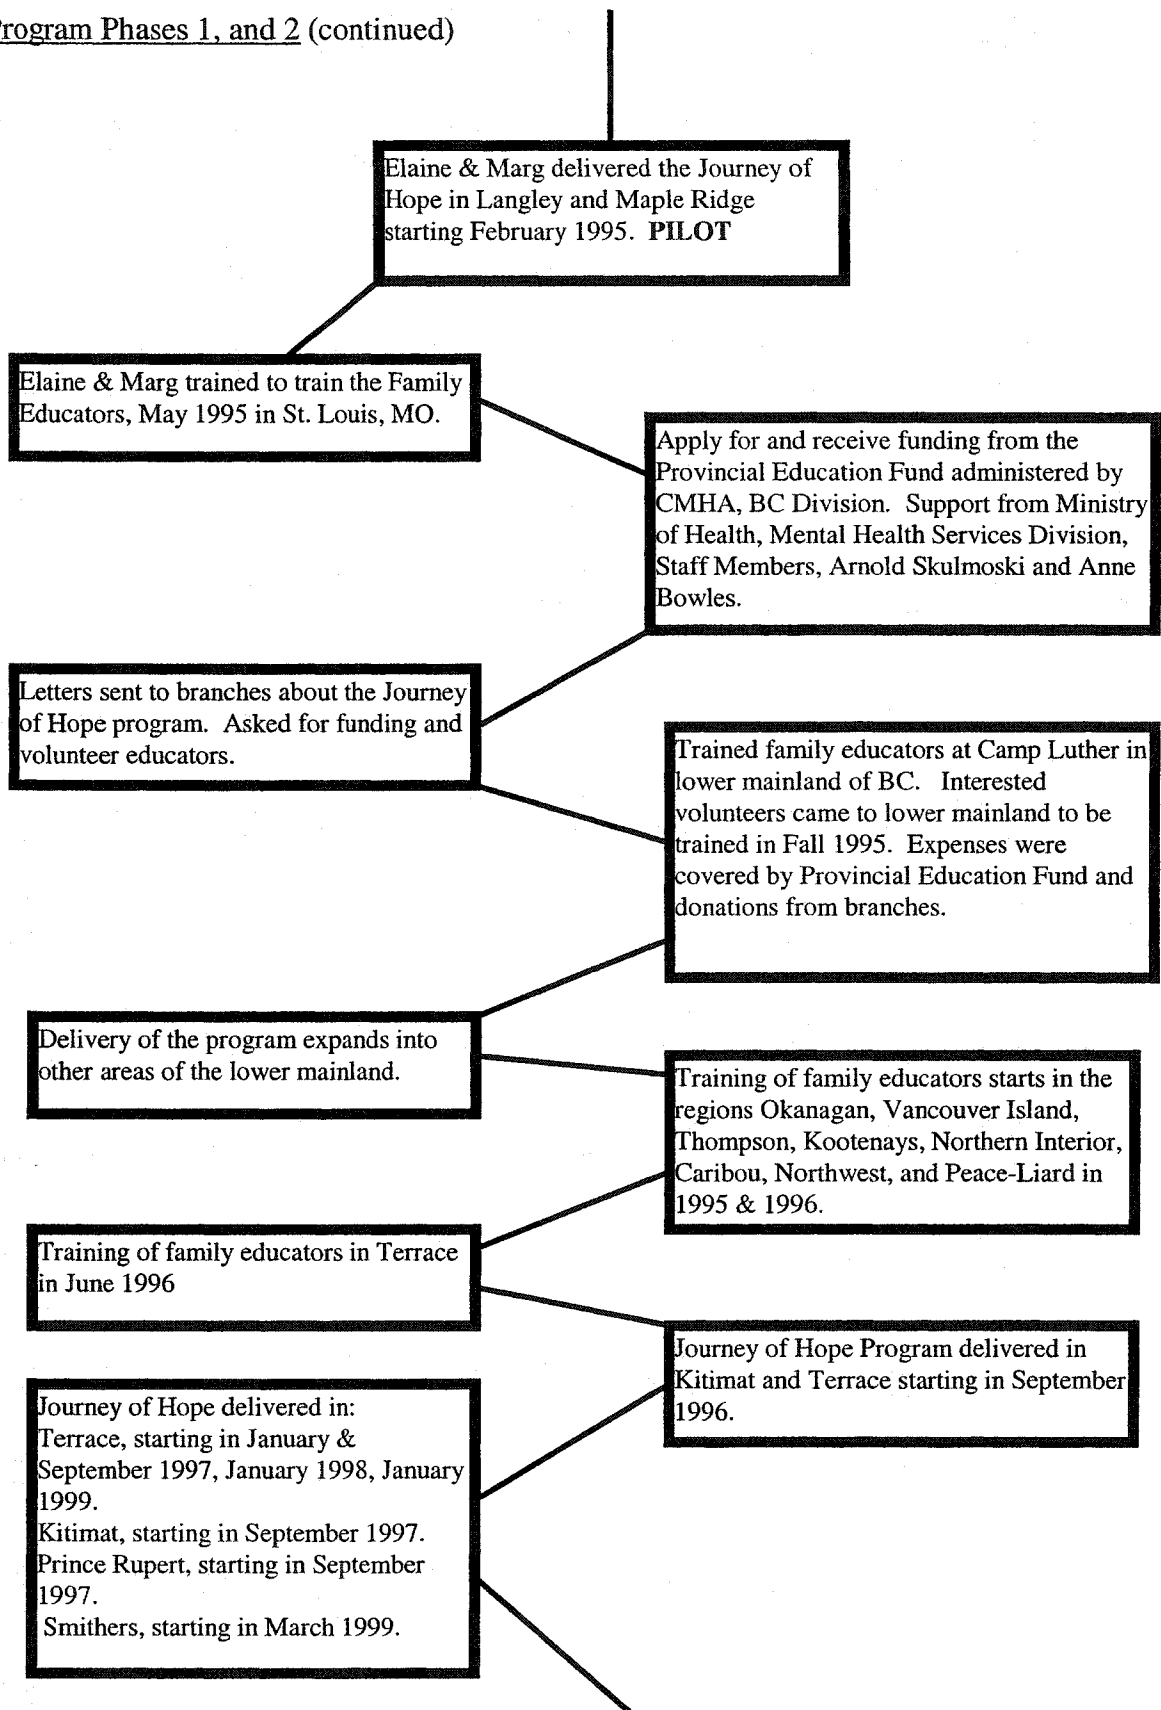 rogram Phases 1, and 2 (continued)
Elaine & Marg delivered the Journey of
Hope in Langley and Maple Ridge
starting February 1995. PILOT
Elaine & Marg trained to train the Family
Educators, May 1995 in St. Louis, MO.
Apply for and receive funding from the
Provincial Education Fund administered by
CMHA, BC Division. Support from Ministry
of Health, Mental Health Services Division,
Staff Members, Arnold Skulmoski and Anne
Bowles.
Letters sent to branches about the Journey
of Hope program. Asked for funding and
volunteer educators.
Trained family educators at Camp Luther in
lower mainland of BC. Interested
volunteers came to lower mainland to be
trained in Fall 1995. Expenses were
covered by Provincial Education Fund and
donations from branches.
Delivery of the program expands into
other areas of the lower mainland.
Training of family educators starts in the
regions Okanagan, Vancouver Island,
Thompson, Kootenays, Northern Interior,
Caribou, Northwest, and Peace-Liard in
1995 & 1996.
Training of family educators in Terrace
in June 1996
Journey of Hope Program delivered in
Kitimat and Terrace starting in September
1996.
Journey of Hope delivered in:
Terrace, starting in January &
September 1997, January 1998, January
1999.
Kitimat, starting in September 1997.
Prince Rupert, starting in September
1997.
Smithers, starting in March 1999.